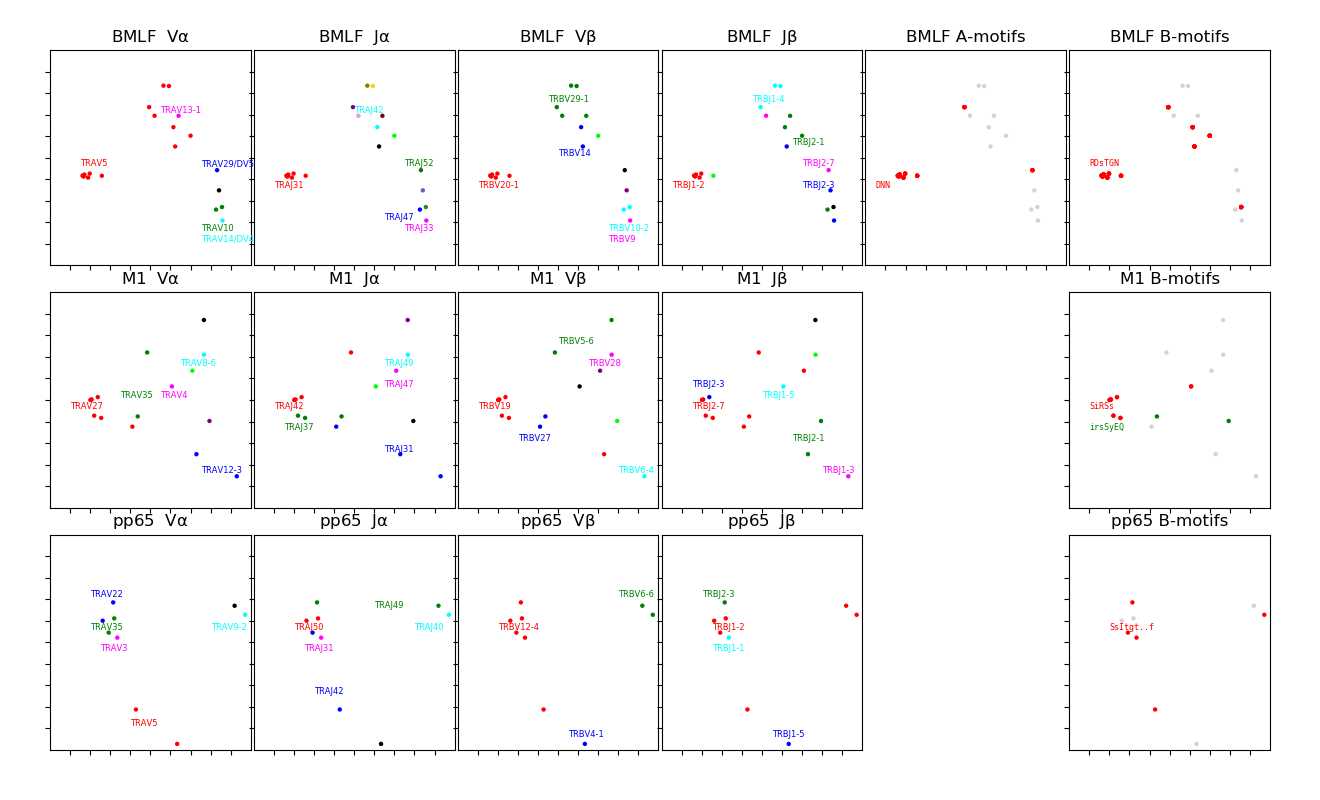 BMLF Vα
BMLF Jα
BMLF Vβ
BMLF Jβ
BMLF A-motifs
BMLF B-motifs
TRAV13-1
TRAV5
TRAV29/DV5
TRAV10
TRAV14/DV4
TRAJ42
TRAJ52
TRAJ31
TRAJ47
TRAJ33
TRBV29-1
TRBV14
TRBV20-1
TRBV10-2
TRBV9
TRBJ1-4
TRBJ2-1
TRBJ2-7
TRBJ1-2
TRBJ2-3
DNN
RDsTGN
M1 Vα
M1 Jα
M1 Vβ
M1 Jβ
M1 B-motifs
TRAV8-6
TRAV35
TRAV4
TRAV27
TRAV12-3
TRAJ49
TRAJ47
TRAJ42
TRAJ37
TRAJ31
TRBV5-6
TRBV28
TRBV19
TRBV27
TRBV6-4
TRBJ2-3
TRBJ1-5
TRBJ2-7
TRBJ2-1
TRBJ1-3
SiRSs
irsSyEQ
pp65 Vα
pp65 Jα
pp65 Vβ
pp65 Jβ
pp65 B-motifs
TRAV22
TRAV35
TRAV9-2
TRAV3
TRAV5
TRAJ49
TRAJ50
TRAJ40
TRAJ31
TRAJ42
TRBV6-6
TRBV12-4
TRBV4-1
TRBJ2-3
TRBJ1-2
TRBJ1-1
TRBJ1-5